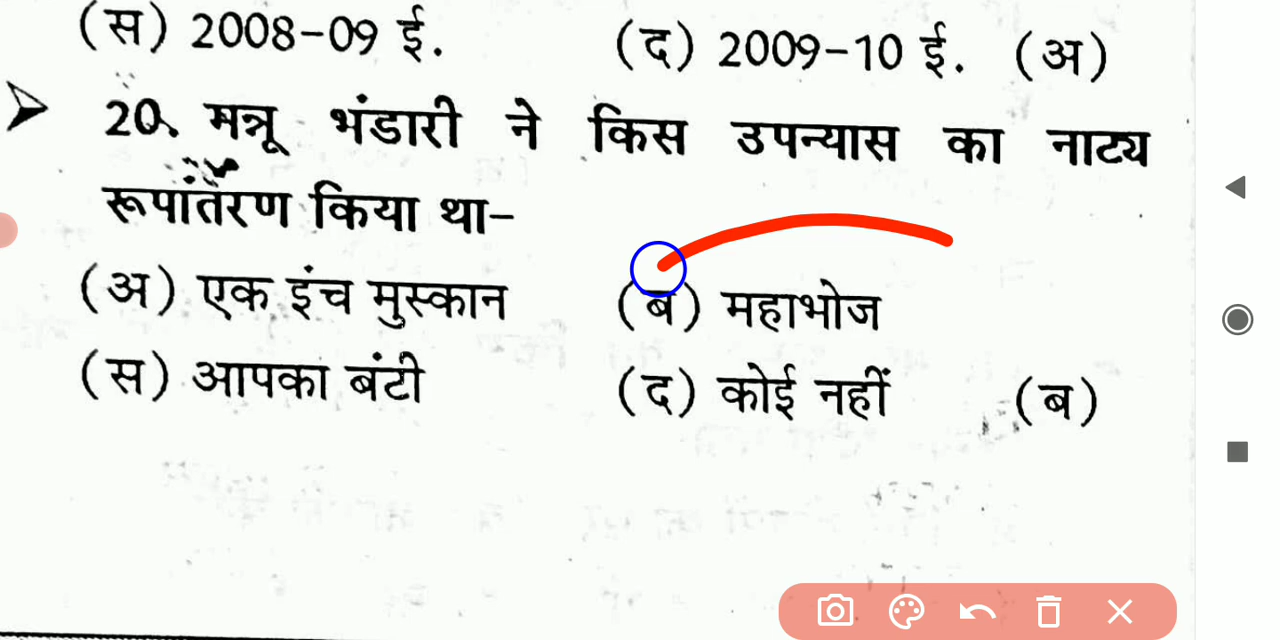 (स) 2008-09 ई. (द) 2009-10 ई. (अ)
20. मन्नू भंडारी ने किस उपन्यास का नाट्य
रूपांतरण किया था-
(अ) एक इंच मुस्कान (ब) महाभोज
(स) आपका बंटी (द) कोई नहीं (ब)